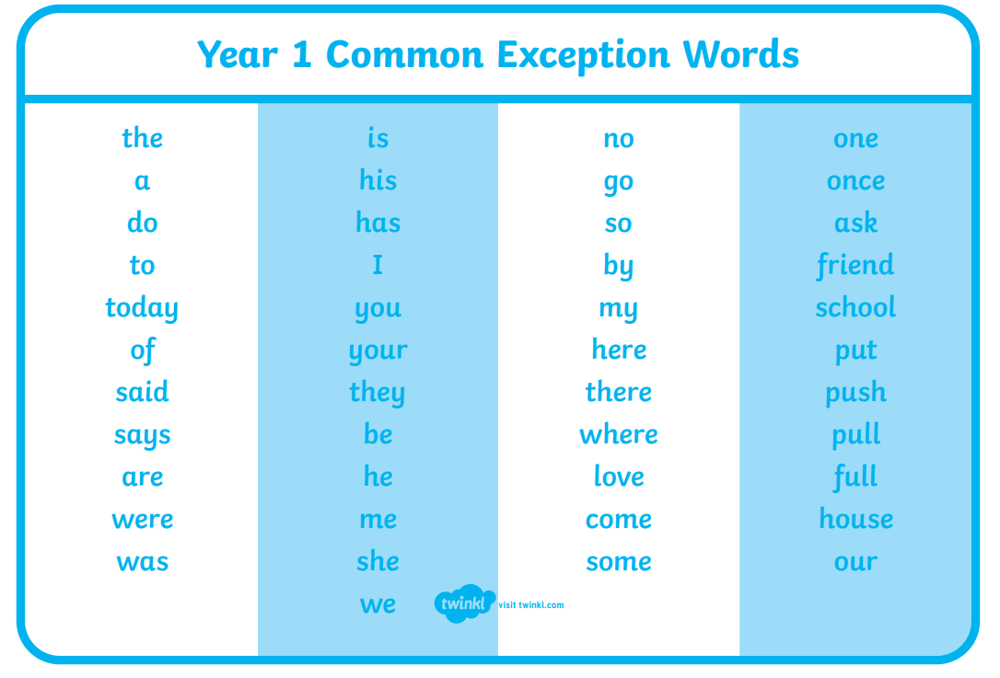 Year 1 Common Exception Words
the
a
do
to
today
of
said
says
are
were
was
is
his
has
I
you
your
they
be
he
me
she
we
no
go
so
by
my
here
there
where
love
come
some
one
once
ask
friend
school
put
push
pull
full
house
our
twinkl
visit twinkl.com